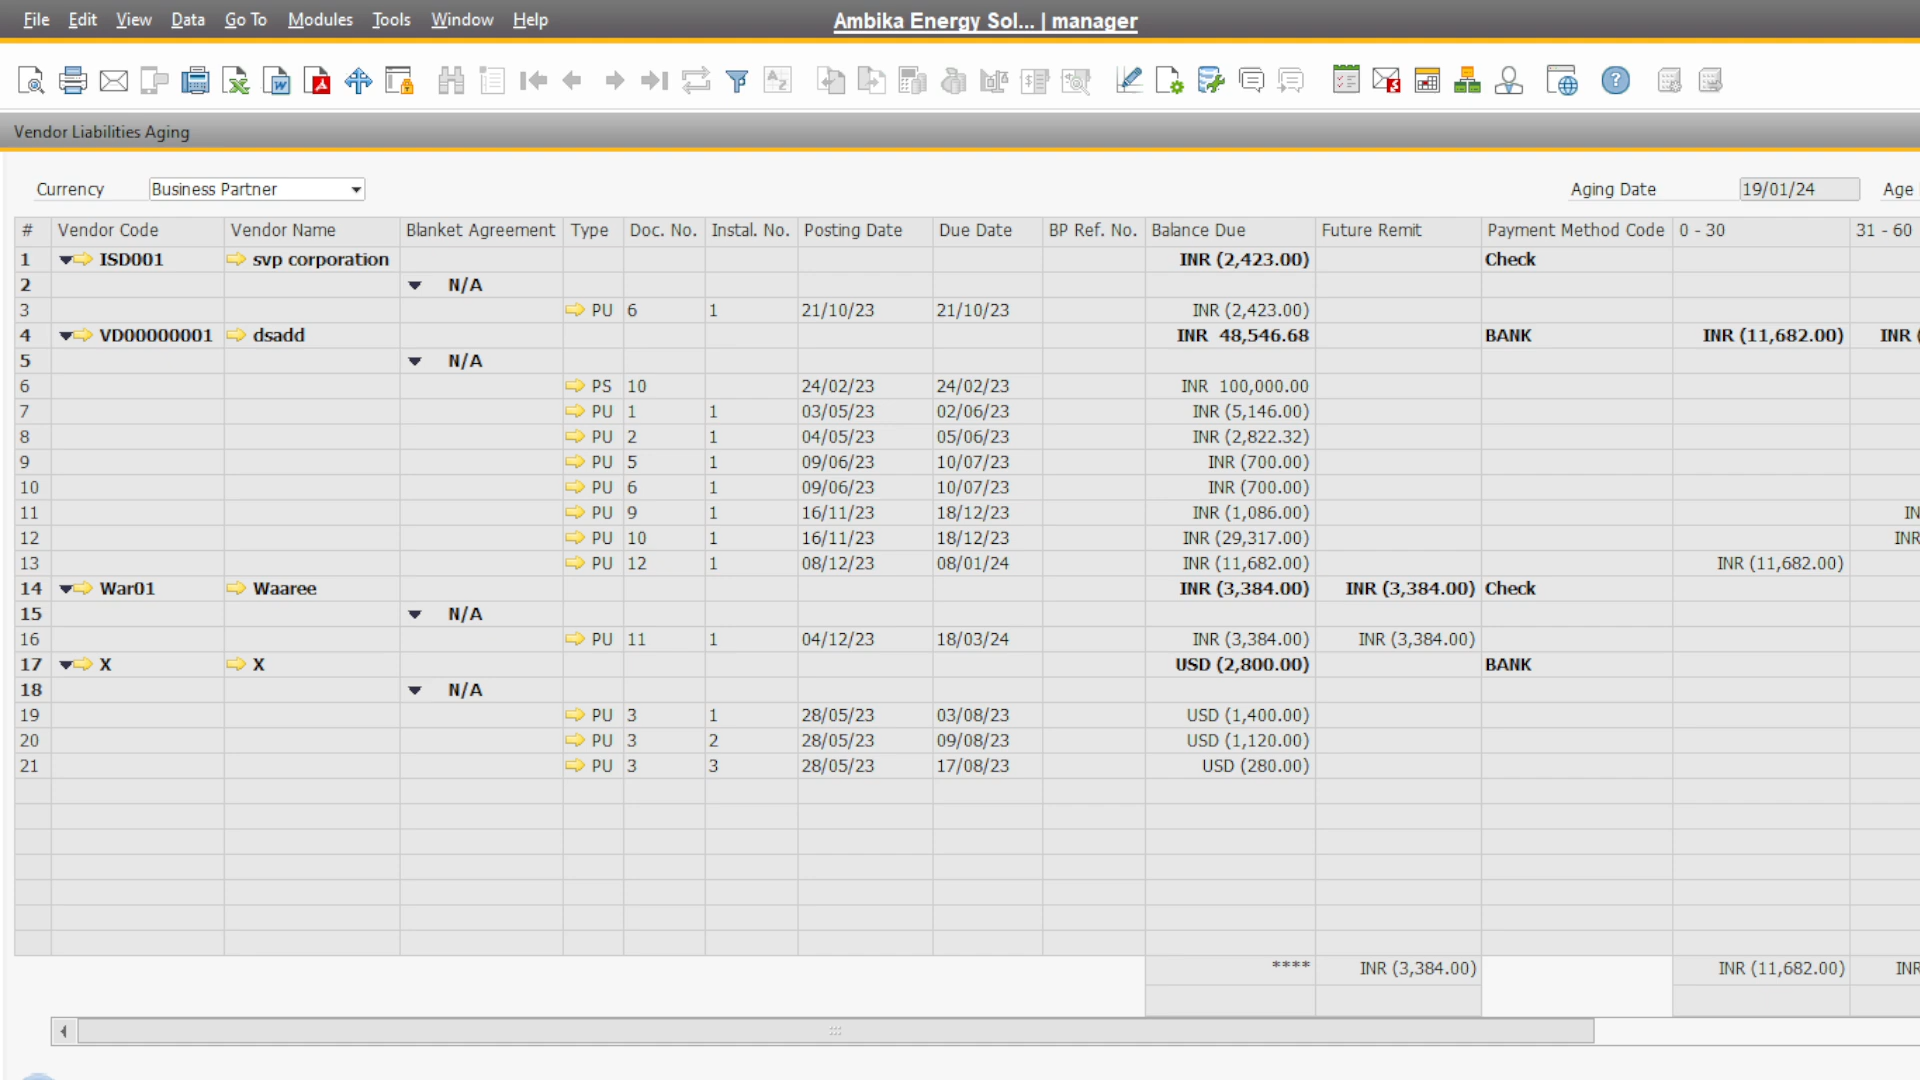 File Edit View Data Go To Modules Tools Window Help Ambika Energy Sol... | manager
Vendor Liabilities Aging
Currency Business Partner Aging Date 19/01/24 Age
# Vendor Code Vendor Name Blanket Agreement Type Doc. No. Instal. No. Posting Date Due Date BP Ref. No. Balance Due Future Remit Payment Method Code 0 - 30 31 - 60
1 ISD001 svp corporation INR (2,423.00) Check
2 N/A
3 PU 6 1 21/10/23 21/10/23 INR (2,423.00)
4 VD00000001 dsadd INR 48,546.68 BANK INR (11,682.00) INR (
5 N/A
6 PS 10 24/02/23 24/02/23 INR 100,000.00
7 PU 1 1 03/05/23 02/06/23 INR (5,146.00)
8 PU 2 1 04/05/23 05/06/23 INR (2,822.32)
9 PU 5 1 09/06/23 10/07/23 INR (700.00)
10 PU 6 1 09/06/23 10/07/23 INR (700.00)
11 PU 9 1 16/11/23 18/12/23 INR (1,086.00) IN
12 PU 10 1 16/11/23 18/12/23 INR (29,317.00) INR
13 PU 12 1 08/12/23 08/01/24 INR (11,682.00) INR (11,682.00)
14 War01 Waaree INR (3,384.00) INR (3,384.00) Check
15 N/A
16 PU 11 1 04/12/23 18/03/24 INR (3,384.00) INR (3,384.00)
17 X X USD (2,800.00) BANK
18 N/A
19 PU 3 1 28/05/23 03/08/23 USD (1,400.00)
20 PU 3 2 28/05/23 09/08/23 USD (1,120.00)
21 PU 3 3 28/05/23 17/08/23 USD (280.00)
**** INR (3,384.00) INR (11,682.00) INR